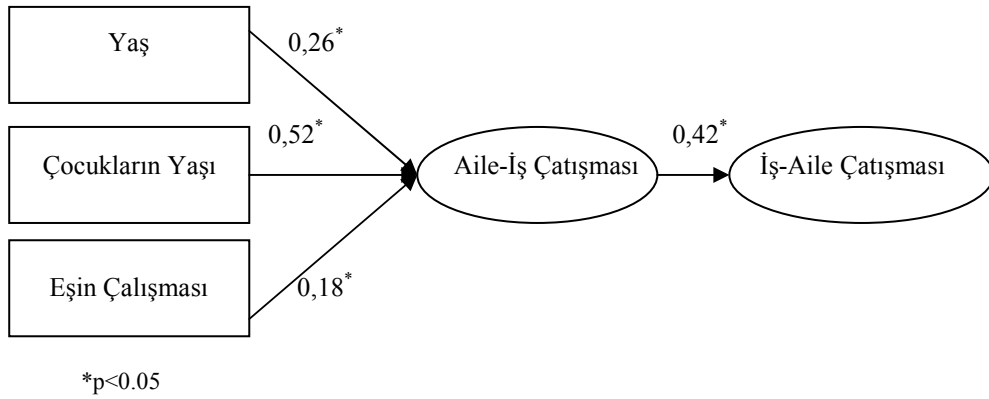 Yaş
0,26*
Çocukların Yaşı
0,52*
Aile-İş Çatışması
0,42*
İş-Aile Çatışması
Eşin Çalışması
0,18*
*p<0.05